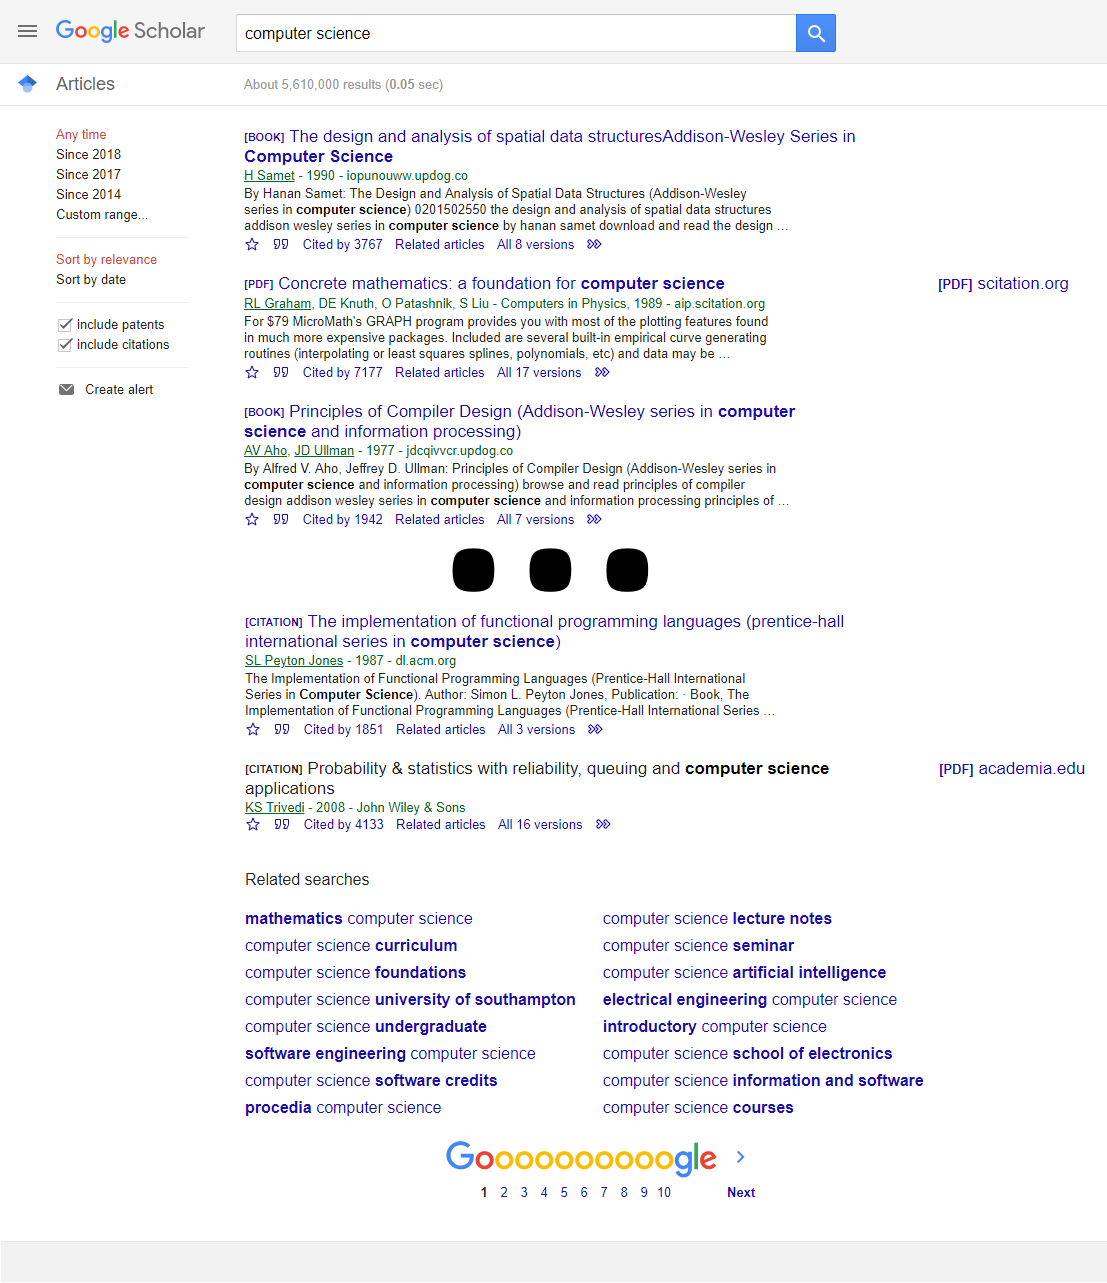 Google Scholar
computer science
Articles
About 5,610,000 results (0.05 sec)
Any time
Since 2018
Since 2017
Since 2014
Custom range...
Sort by relevance
Sort by date
include patents
include citations
Create alert
[BOOK] The design and analysis of spatial data structuresAddison-Wesley Series in
Computer Science
H Samet - 1990 - iopunouww.updog.co
By Hanan Samet: The Design and Analysis of Spatial Data Structures (Addison-Wesley
series in computer science) 0201502550 the design and analysis of spatial data structures
addison wesley series in computer science by hanan samet download and read the design …
Cited by 3767 Related articles All 8 versions
[PDF] Concrete mathematics: a foundation for computer science
[PDF] scitation.org
RL Graham, DE Knuth, O Patashnik, S Liu - Computers in Physics, 1989 - aip.scitation.org
For $79 MicroMath's GRAPH program provides you with most of the plotting features found
in much more expensive packages. Included are several built-in empirical curve generating
routines (interpolating or least squares splines, polynomials, etc) and data may be …
Cited by 7177 Related articles All 17 versions
[BOOK] Principles of Compiler Design (Addison-Wesley series in computer
science and information processing)
AV Aho, JD Ullman - 1977 - jdcqivvcr.updog.co
By Alfred V. Aho, Jeffrey D. Ullman: Principles of Compiler Design (Addison-Wesley series in
computer science and information processing) browse and read principles of compiler
design addison wesley series in computer science and information processing principles of …
Cited by 1942 Related articles All 7 versions
[CITATION] The implementation of functional programming languages (prentice-hall
international series in computer science)
SL Peyton Jones - 1987 - dl.acm.org
The Implementation of Functional Programming Languages (Prentice-Hall International
Series in Computer Science). Author: Simon L. Peyton Jones, Publication: · Book, The
Implementation of Functional Programming Languages (Prentice-Hall International Series …
Cited by 1851 Related articles All 3 versions
[CITATION] Probability & statistics with reliability, queuing and computer science
applications
[PDF] academia.edu
KS Trivedi - 2008 - John Wiley & Sons
Cited by 4133 Related articles All 16 versions
Related searches
mathematics computer science
computer science curriculum
computer science foundations
computer science university of southampton
computer science undergraduate
software engineering computer science
computer science software credits
procedia computer science
computer science lecture notes
computer science seminar
computer science artificial intelligence
electrical engineering computer science
introductory computer science
computer science school of electronics
computer science information and software
computer science courses
Goooooooooogle
1 2 3 4 5 6 7 8 9 10 Next